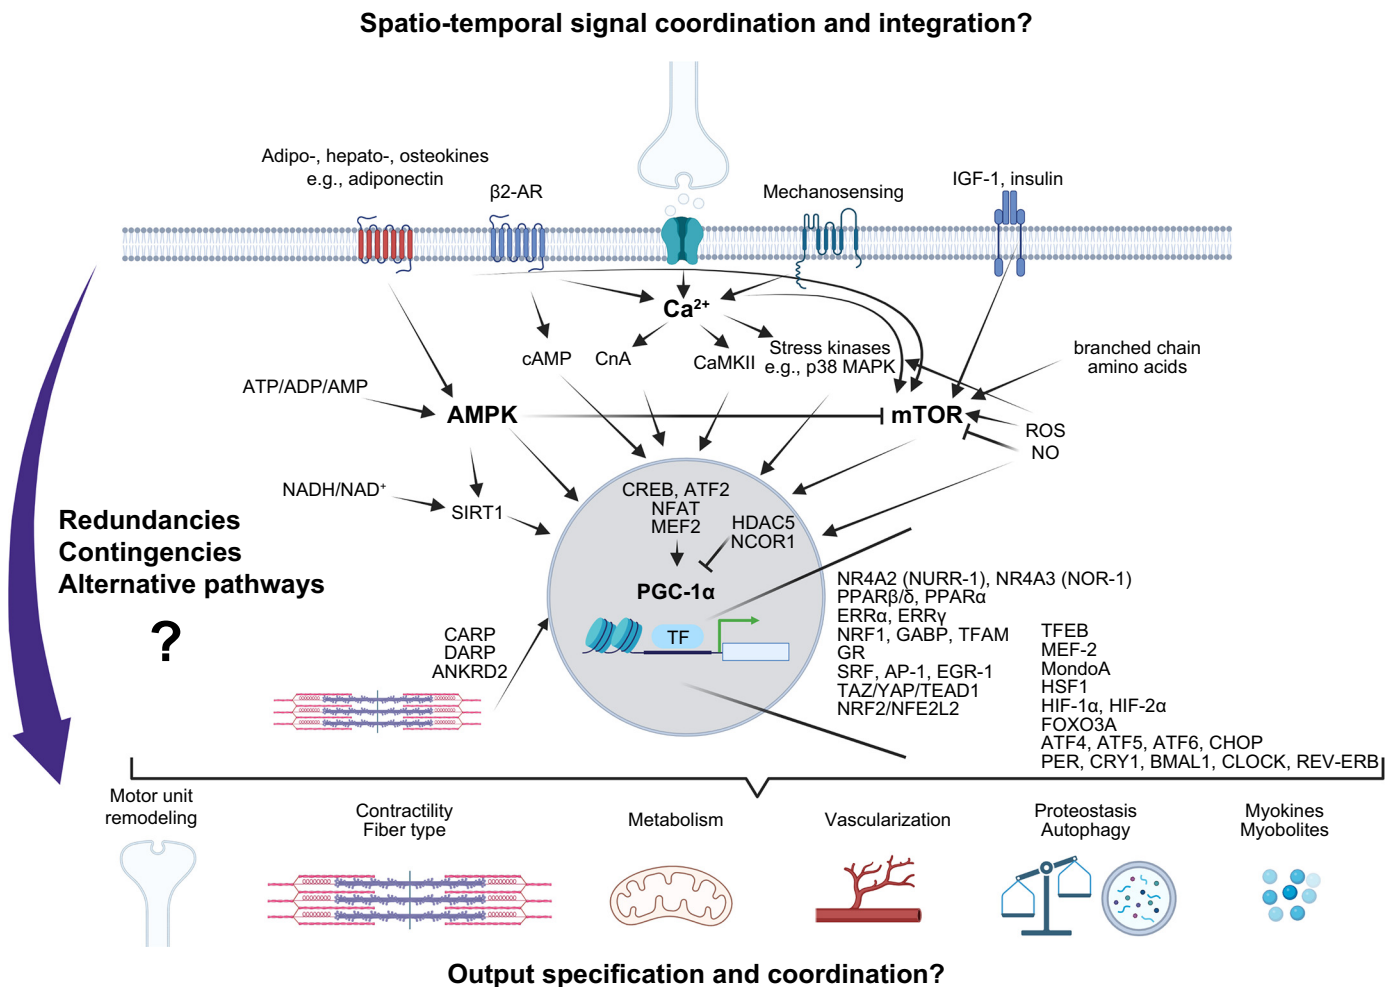 Spatio-temporal signal coordination and integration?
Adipo-, hepato-, osteokines
e.g., adiponectin
β2-AR
Mechanosensing
IGF-1, insulin
Ca²⁺
cAMP
CnA
CaMKII
Stress kinases
e.g., p38 MAPK
branched chain
amino acids
ATP/ADP/AMP
AMPK
mTOR
ROS
NO
NADH/NAD⁺
SIRT1
CREB, ATF2
NFAT
MEF2
HDAC5
NCOR1
PGC-1α
TF
Redundancies
Contingencies
Alternative pathways
?
CARP
DARP
ANKRD2
NR4A2 (NURR-1), NR4A3 (NOR-1)
PPARβ/δ, PPARα
ERRα, ERRγ
NRF1, GABP, TFAM
GR
SRF, AP-1, EGR-1
TAZ/YAP/TEAD1
NRF2/NFE2L2
TFEB
MEF-2
MondoA
HSF1
HIF-1α, HIF-2α
FOXO3A
ATF4, ATF5, ATF6, CHOP
PER, CRY1, BMAL1, CLOCK, REV-ERB
Motor unit
remodeling
Contractility
Fiber type
Metabolism
Vascularization
Proteostasis
Autophagy
Myokines
Myobolites
Output specification and coordination?